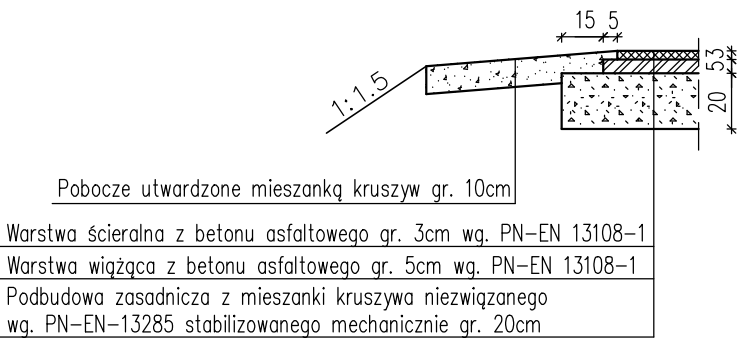 15 5
53
20
1:1.5
Pobocze utwardzone mieszanką kruszyw gr. 10cm
Warstwa ścieralna z betonu asfaltowego gr. 3cm wg. PN-EN 13108-1
Warstwa wiążąca z betonu asfaltowego gr. 5cm wg. PN-EN 13108-1
Podbudowa zasadnicza z mieszanki kruszywa niezwiązanego
wg. PN-EN-13285 stabilizowanego mechanicznie gr. 20cm